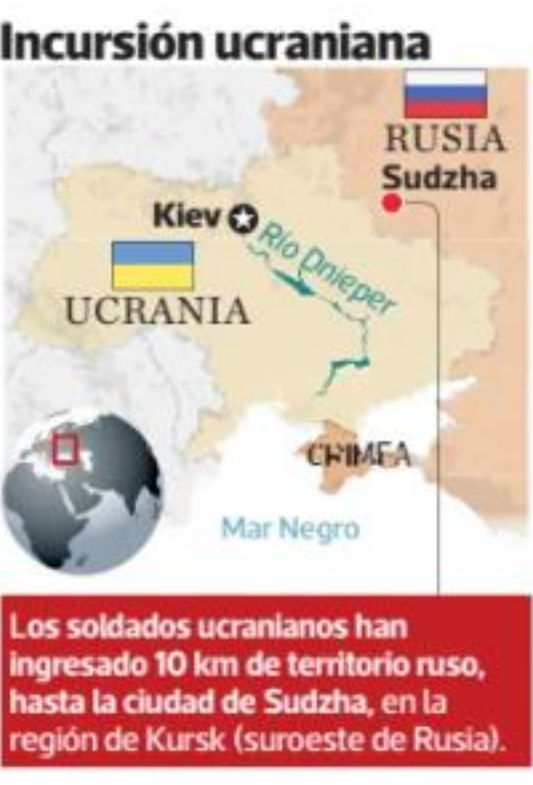 Incursión ucraniana
RUSIA
Sudzha
Kiev
Río Dnieper
UCRANIA
CRIMEA
Mar Negro
Los soldados ucranianos han
ingresado 10 km de territorio ruso,
hasta la ciudad de Sudzha, en la
región de Kursk (suroeste de Rusia).